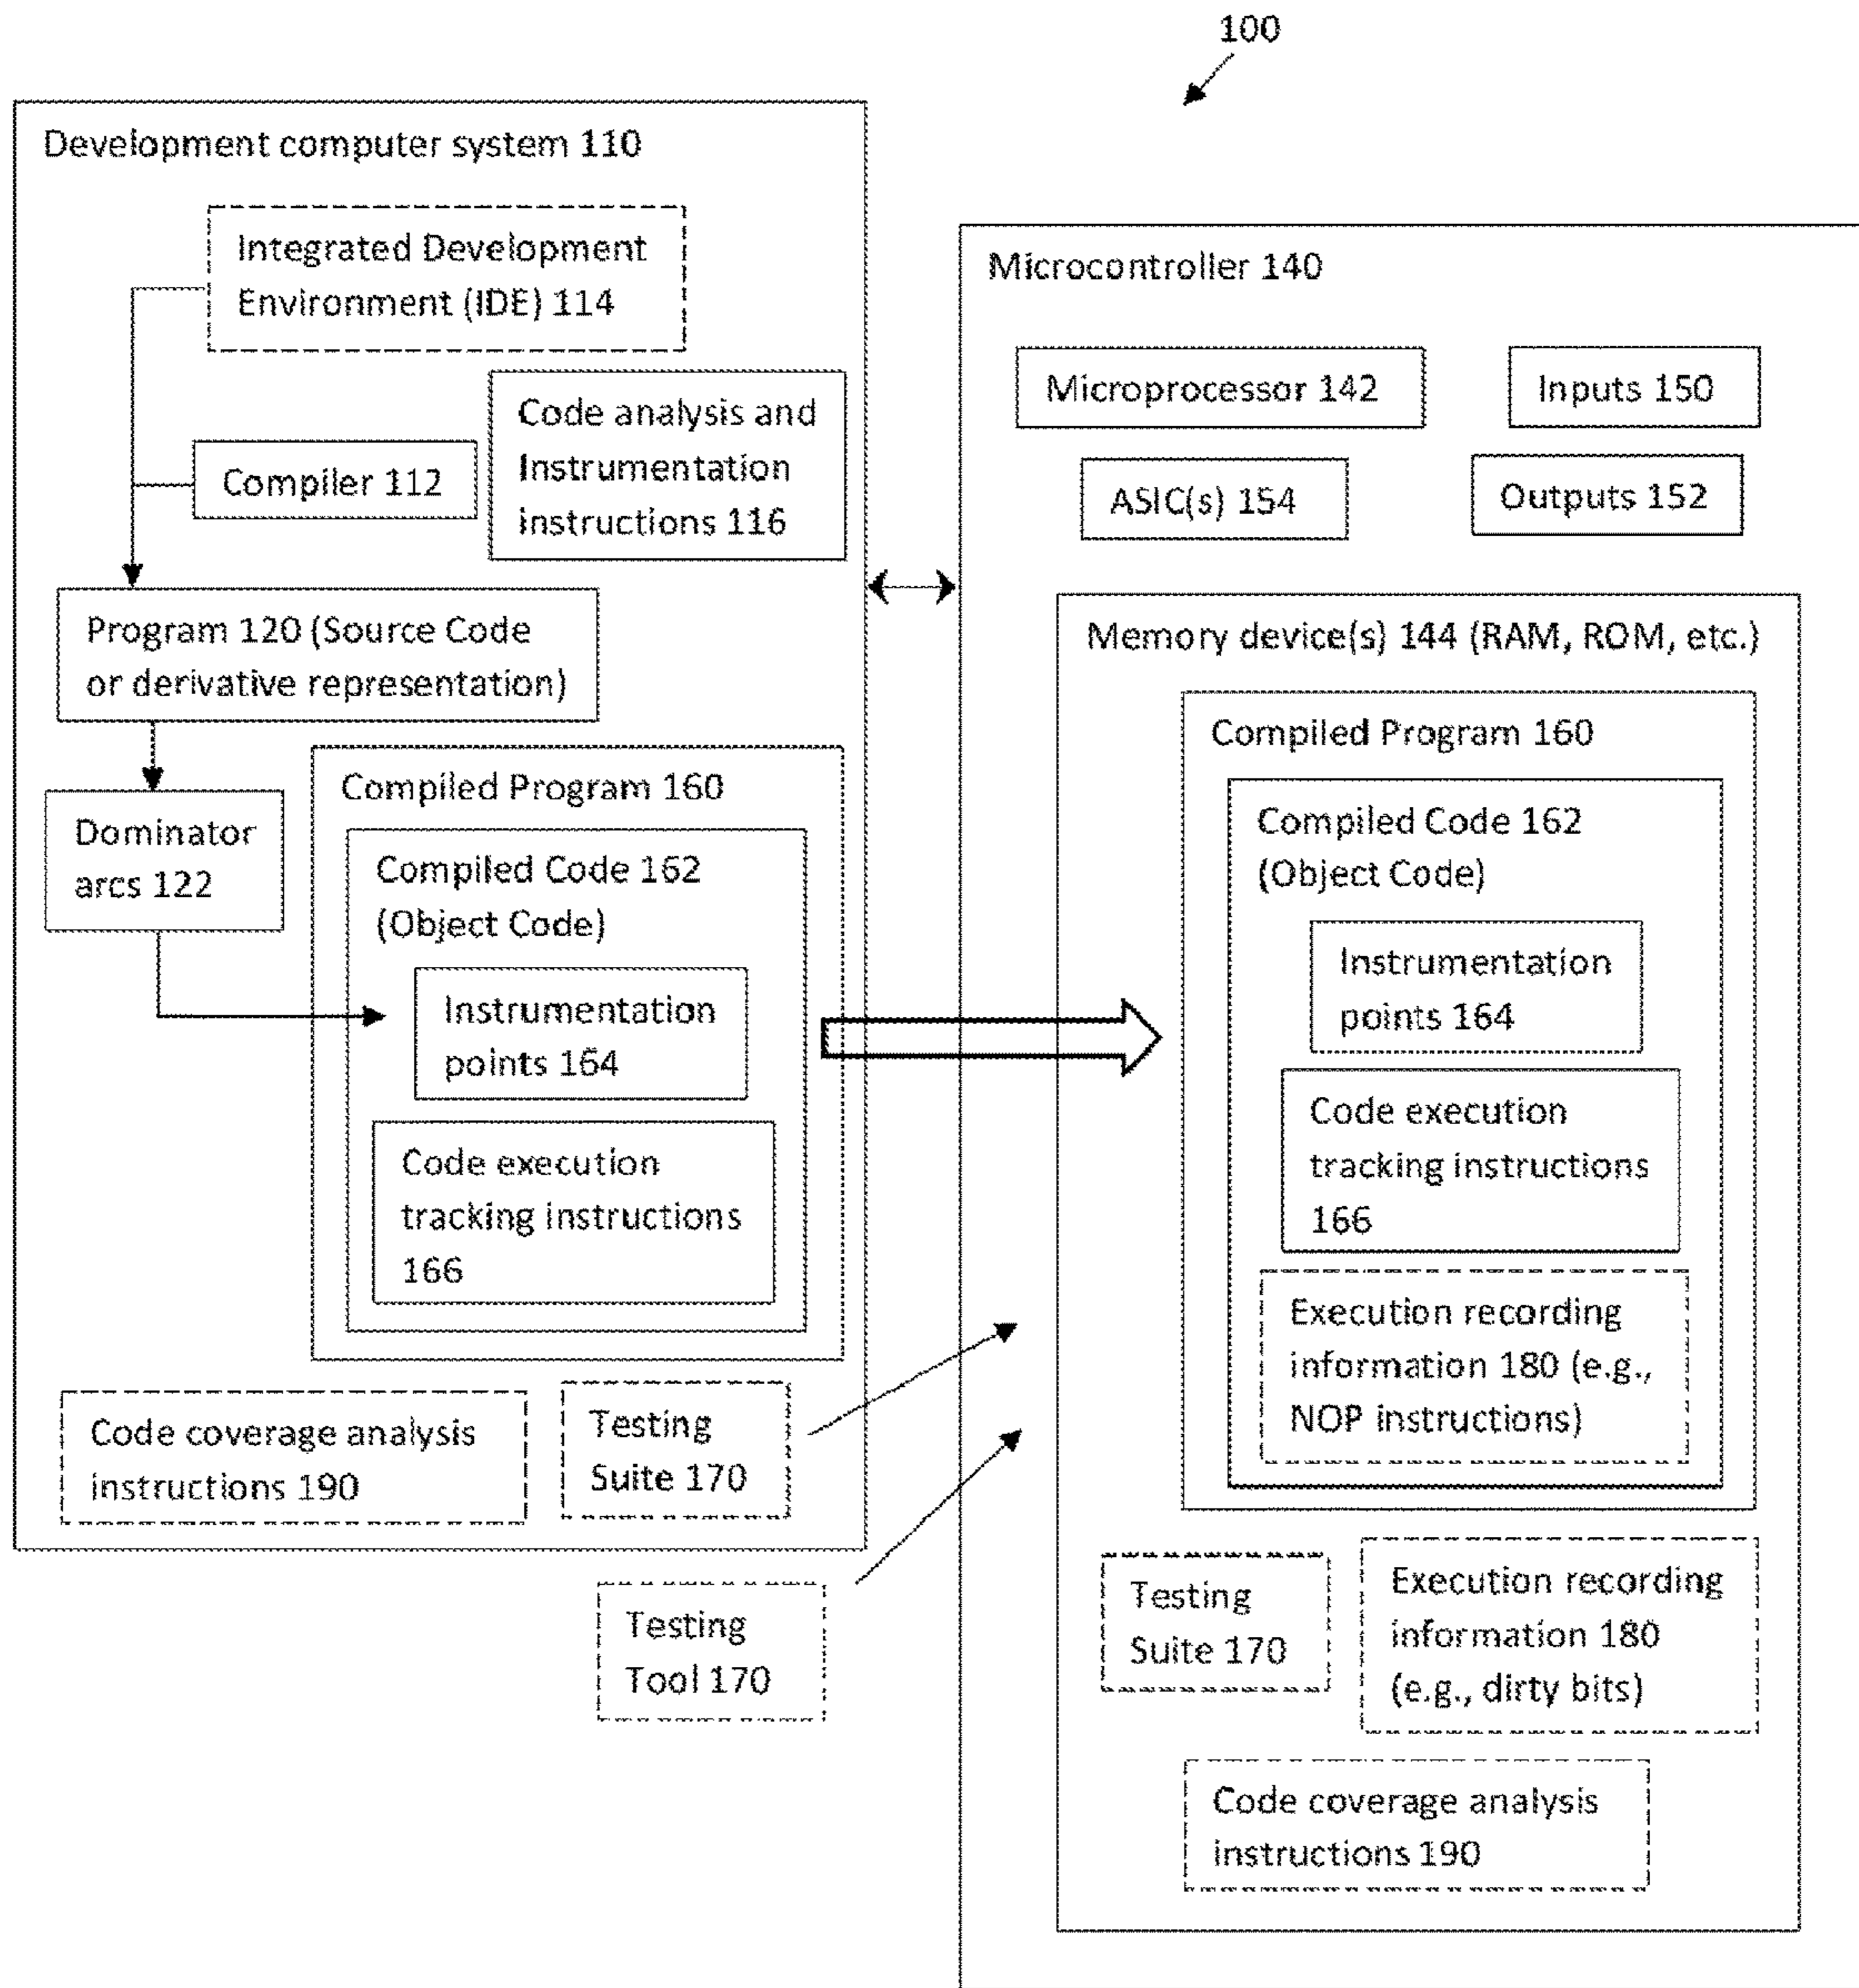 100
Development computer system 110
Integrated Development
Environment (IDE) 114
Code analysis and
Instrumentation
instructions 116
Compiler 112
Program 120 (Source Code
or derivative representation)
Dominator
arcs 122
Compiled Program 160
Compiled Code 162
(Object Code)
Instrumentation
points 164
Code execution
tracking instructions
166
Code coverage analysis
instructions 190
Testing
Suite 170
Testing
Tool 170
Microcontroller 140
Microprocessor 142
Inputs 150
ASIC(s) 154
Outputs 152
Memory device(s) 144 (RAM, ROM, etc.)
Compiled Program 160
Compiled Code 162
(Object Code)
Instrumentation
points 164
Code execution
tracking instructions
166
Execution recording
information 180 (e.g.,
NOP instructions)
Testing
Suite 170
Execution recording
information 180
(e.g., dirty bits)
Code coverage analysis
instructions 190